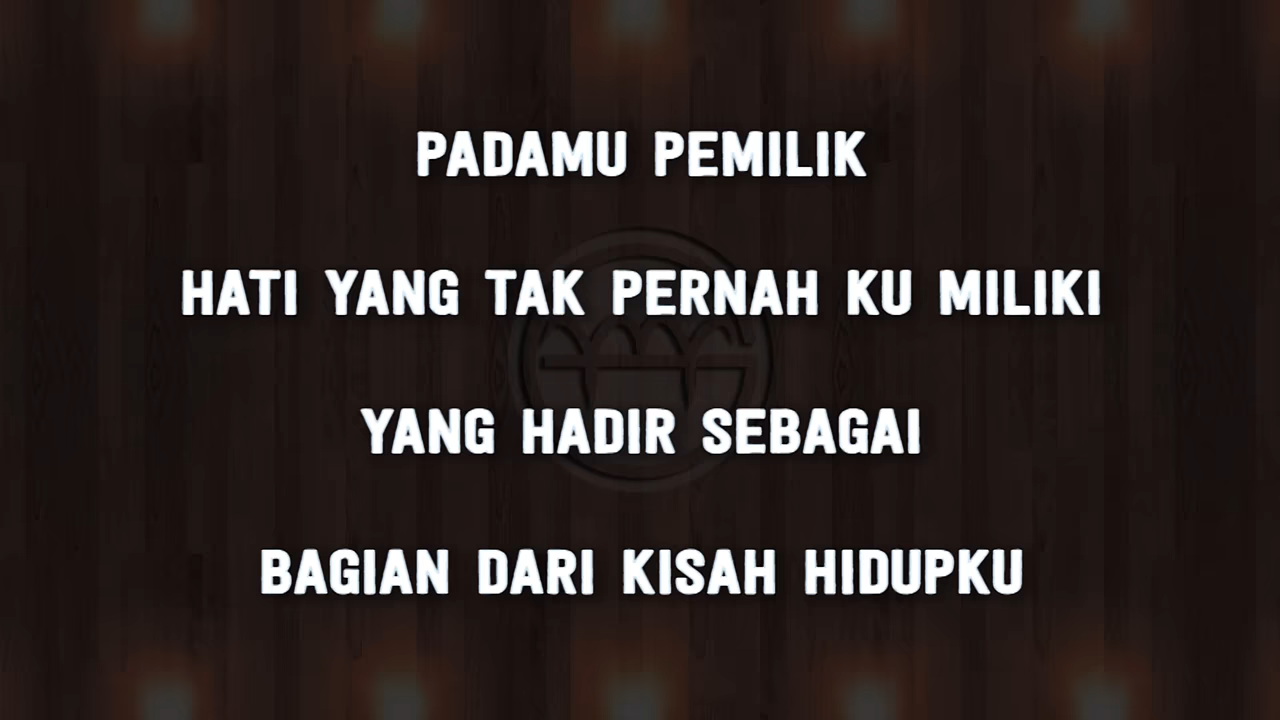 PADAMU PEMILIK
HATI YANG TAK PERNAH KU MILIKI
YANG HADIR SEBAGAI
BAGIAN DARI KISAH HIDUPKU